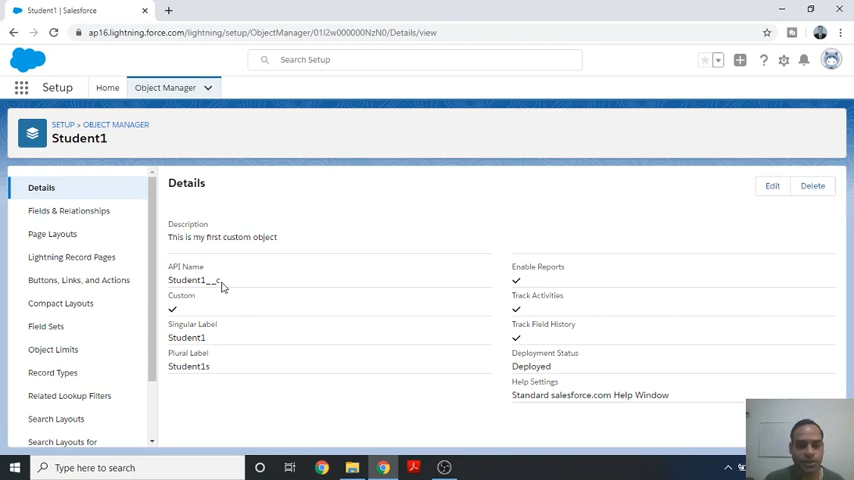 Student1 | Salesforce
ap16.lightning.force.com/lightning/setup/ObjectManager/01I2w000000NzN0/Details/view
Search Setup
Setup
Home
Object Manager
SETUP > OBJECT MANAGER
Student1
Details
Fields & Relationships
Page Layouts
Lightning Record Pages
Buttons, Links, and Actions
Compact Layouts
Field Sets
Object Limits
Record Types
Related Lookup Filters
Search Layouts
Search Layouts for
Details
Edit
Delete
Description
This is my first custom object
API Name
Student1__c
Custom
Singular Label
Student1
Plural Label
Student1s
Enable Reports
Track Activities
Track Field History
Deployment Status
Deployed
Help Settings
Standard salesforce.com Help Window
Type here to search